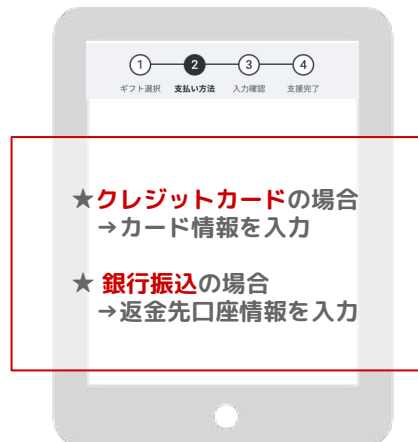 1 2 3 4
ギフト選択 支払い方法 入力確認 支援完了
★クレジットカードの場合
→カード情報を入力
★ 銀行振込の場合
→返金先口座情報を入力